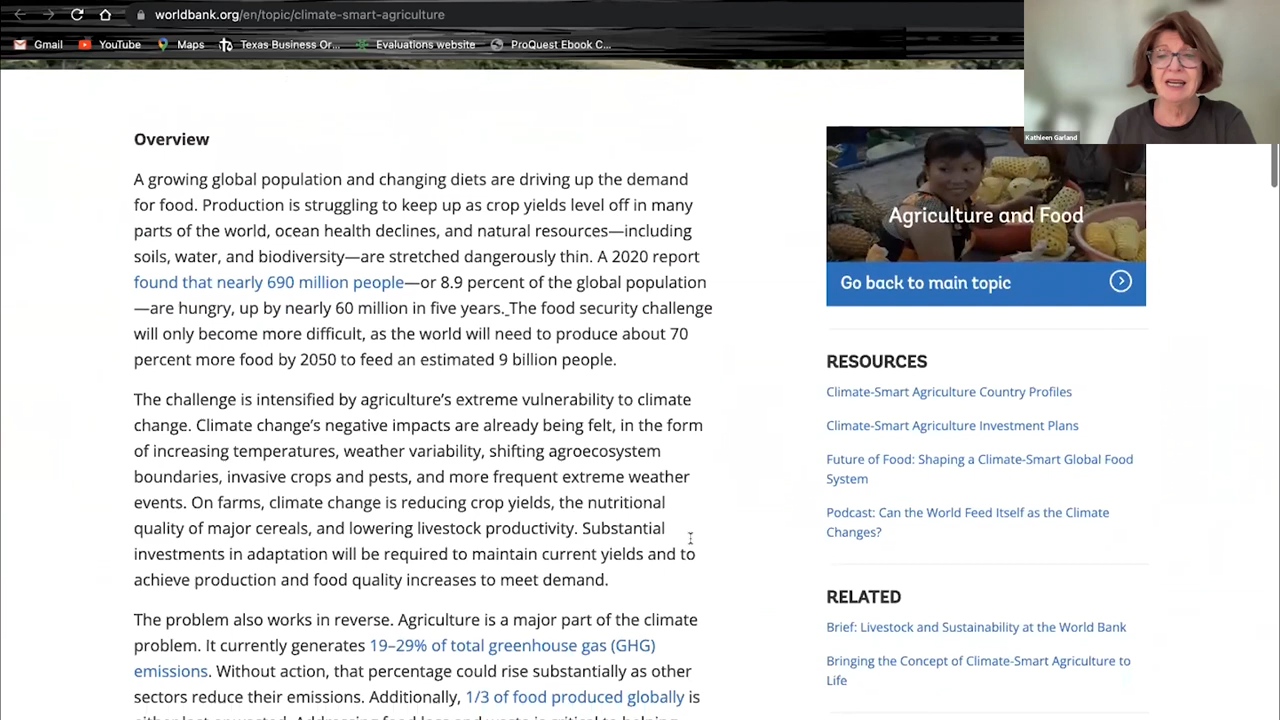 worldbank.org/en/topic/climate-smart-agriculture
Gmail YouTube Maps Texas Business Or... Evaluations website ProQuest Ebook C...
Kathleen Garland
Overview
A growing global population and changing diets are driving up the demand
for food. Production is struggling to keep up as crop yields level off in many
parts of the world, ocean health declines, and natural resources—including
soils, water, and biodiversity—are stretched dangerously thin. A 2020 report
found that nearly 690 million people—or 8.9 percent of the global population
—are hungry, up by nearly 60 million in five years. The food security challenge
will only become more difficult, as the world will need to produce about 70
percent more food by 2050 to feed an estimated 9 billion people.
The challenge is intensified by agriculture's extreme vulnerability to climate
change. Climate change's negative impacts are already being felt, in the form
of increasing temperatures, weather variability, shifting agroecosystem
boundaries, invasive crops and pests, and more frequent extreme weather
events. On farms, climate change is reducing crop yields, the nutritional
quality of major cereals, and lowering livestock productivity. Substantial
investments in adaptation will be required to maintain current yields and to
achieve production and food quality increases to meet demand.
The problem also works in reverse. Agriculture is a major part of the climate
problem. It currently generates 19–29% of total greenhouse gas (GHG)
emissions. Without action, that percentage could rise substantially as other
sectors reduce their emissions. Additionally, 1/3 of food produced globally is
either lost or wasted. Addressing food loss and waste is critical to helping
Agriculture and Food
Go back to main topic
RESOURCES
Climate-Smart Agriculture Country Profiles
Climate-Smart Agriculture Investment Plans
Future of Food: Shaping a Climate-Smart Global Food
System
Podcast: Can the World Feed Itself as the Climate
Changes?
RELATED
Brief: Livestock and Sustainability at the World Bank
Bringing the Concept of Climate-Smart Agriculture to
Life